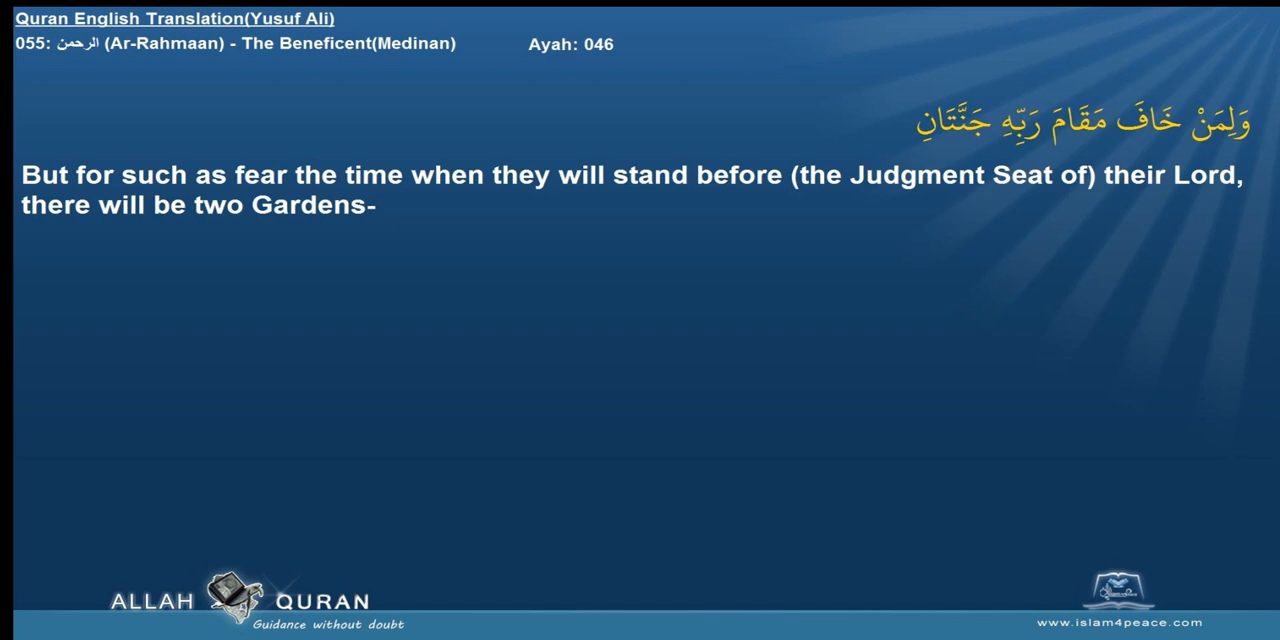 Quran English Translation(Yusuf Ali)
055: الرحمن (Ar-Rahmaan) - The Beneficent(Medinan) Ayah: 046
وَلِمَنْ خَافَ مَقَامَ رَبِّهِ جَنَّتَانِ
But for such as fear the time when they will stand before (the Judgment Seat of) their Lord,
there will be two Gardens-
ALLAH QURAN
Guidance without doubt
www.islam4peace.com